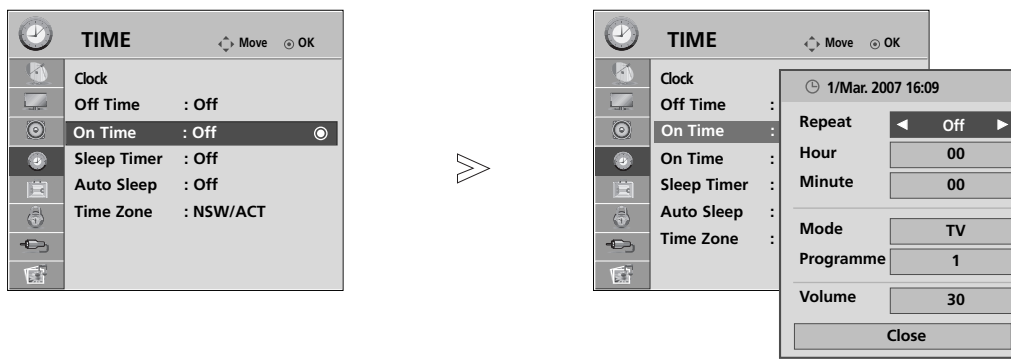 TIME Move OK
Clock
Off Time : Off
On Time : Off
Sleep Timer : Off
Auto Sleep : Off
Time Zone : NSW/ACT
TIME Move OK
Clock
Off Time :
On Time :
On Time :
Sleep Timer :
Auto Sleep :
Time Zone :
1/Mar. 2007 16:09
Repeat ◀ Off ▶
Hour 00
Minute 00
Mode TV
Programme 1
Volume 30
Close